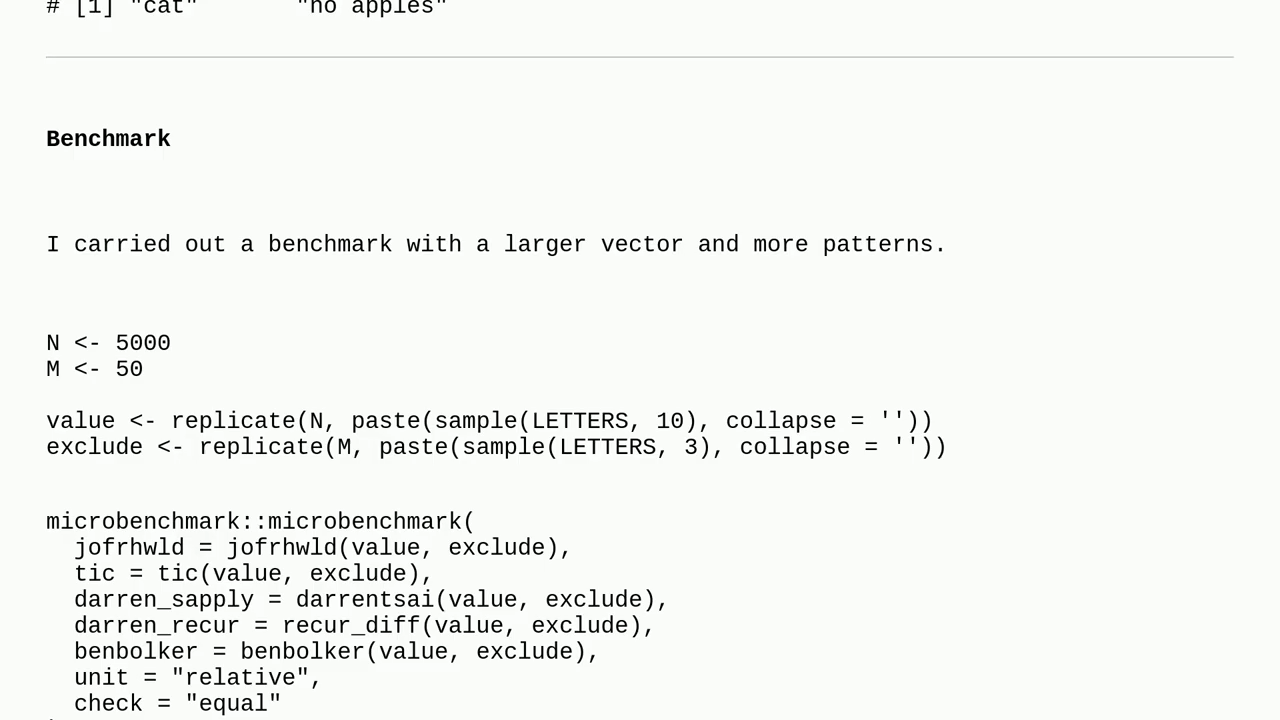 # [1] "cat"       "no apples"
Benchmark
I carried out a benchmark with a larger vector and more patterns.
N <- 5000
M <- 50
value <- replicate(N, paste(sample(LETTERS, 10), collapse = ''))
exclude <- replicate(M, paste(sample(LETTERS, 3), collapse = ''))
microbenchmark::microbenchmark(
  jofrhwld = jofrhwld(value, exclude),
  tic = tic(value, exclude),
  darren_sapply = darrentsai(value, exclude),
  darren_recur = recur_diff(value, exclude),
  benbolker = benbolker(value, exclude),
  unit = "relative",
  check = "equal"